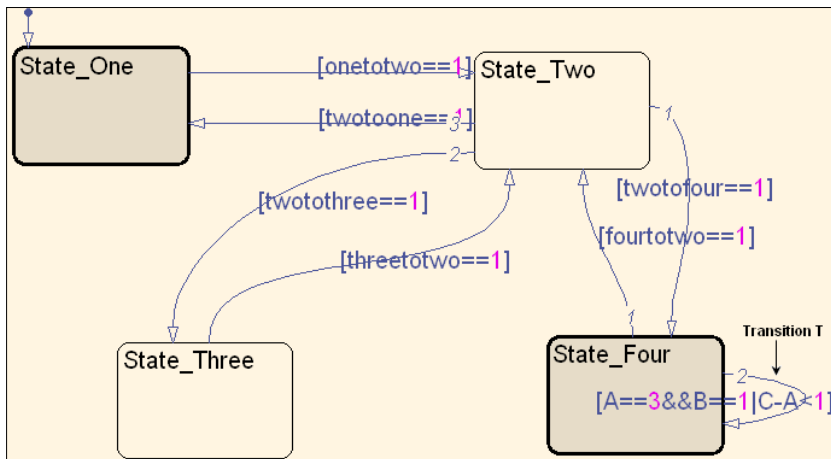 State_One
[onetotwo==1]
State_Two
[twotoone==1]
3
1
2
[twotothree==1]
[twotofour==1]
[fourtotwo==1]
[threetotwo==1]
1
State_Three
State_Four
Transition T
2
[A==3&&B==1|C-A<1]